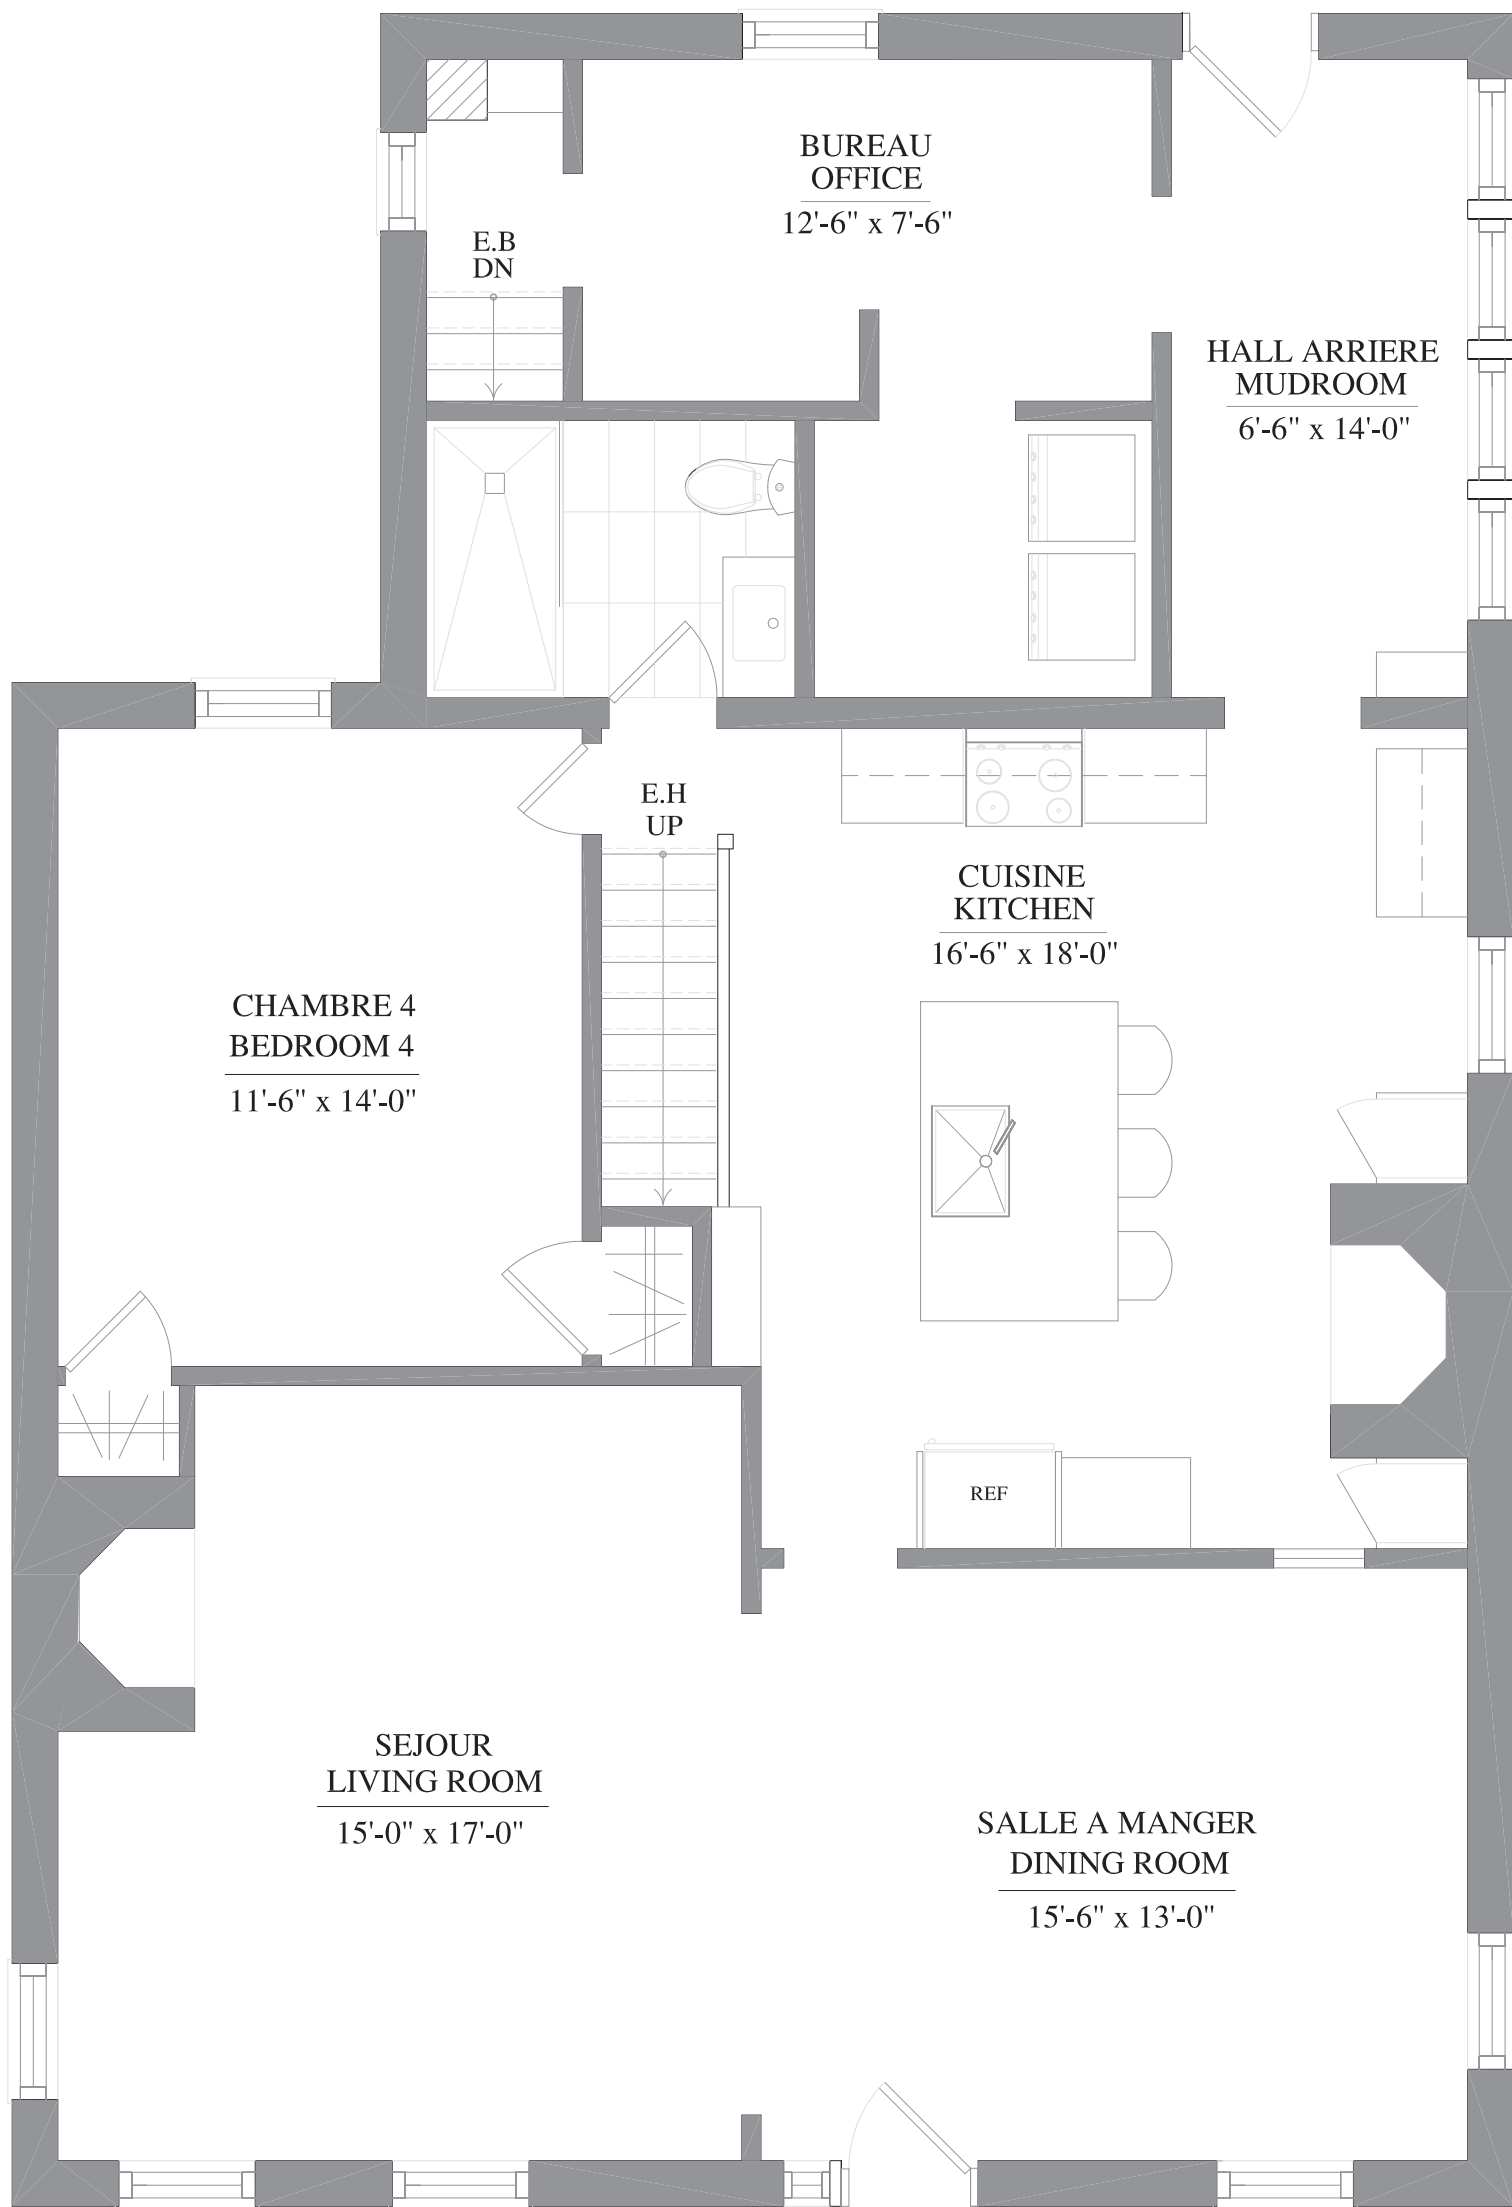 BUREAU
OFFICE
12'-6" x 7'-6"
E.B
DN
HALL ARRIERE
MUDROOM
6'-6" x 14'-0"
E.H
UP
CUISINE
KITCHEN
16'-6" x 18'-0"
CHAMBRE 4
BEDROOM 4
11'-6" x 14'-0"
REF
SEJOUR
LIVING ROOM
15'-0" x 17'-0"
SALLE A MANGER
DINING ROOM
15'-6" x 13'-0"